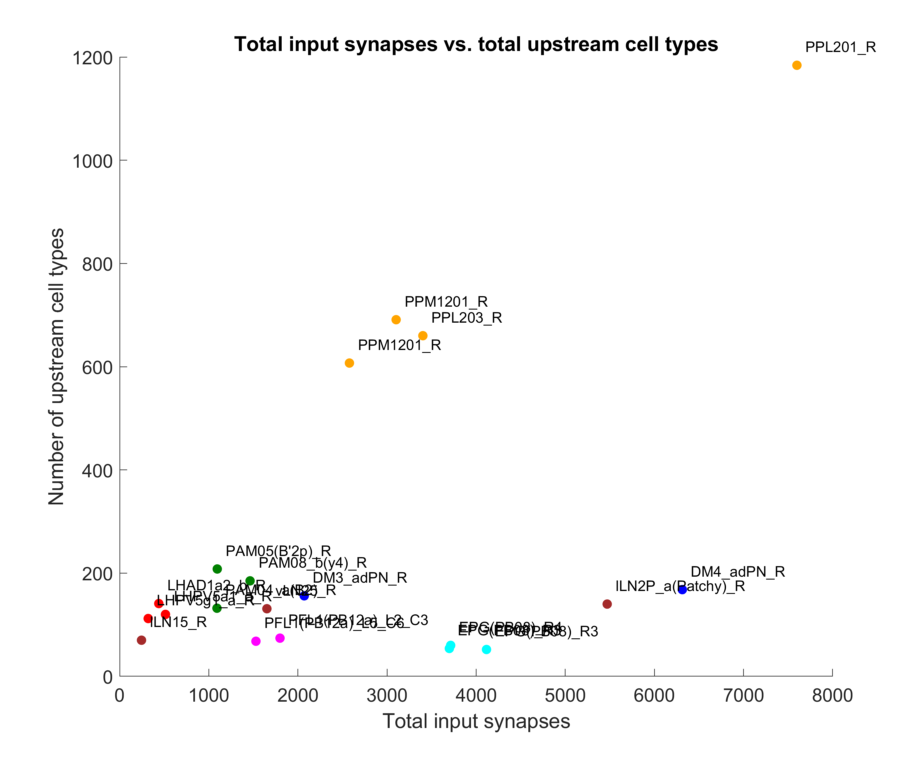 Total input synapses vs. total upstream cell types
PPL201_R
1200
1000
800
600
400
200
0
Number of upstream cell types
PPM1201_R
PPL203_R
PPM1201_R
PAM05(B'2p)_R
PAM08_b(y4)_R
DM3_adPN_R
DM4_adPN_R
ILN2P_a(Patchy)_R
LHAD1a2_b_R
ILN15_R
EPG(PB08)_R4
0
1000
2000
3000
4000
5000
6000
7000
8000
Total input synapses